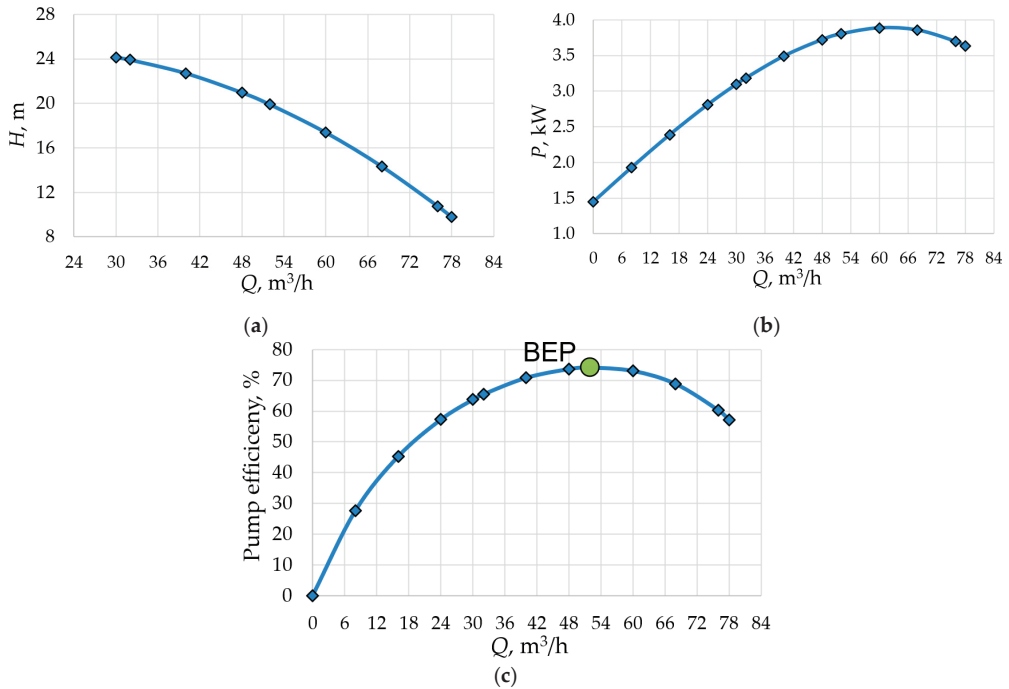 28
24
20
16
12
8
H, m
24 30 36 42 48 54 60 66 72 78 84
Q, m³/h
(a)
4.0
3.5
3.0
2.5
2.0
1.5
1.0
P, kW
0 6 12 18 24 30 36 42 48 54 60 66 72 78 84
Q, m³/h
(b)
BEP
80
70
60
50
40
30
20
10
0
Pump efficiceny, %
0 6 12 18 24 30 36 42 48 54 60 66 72 78 84
Q, m³/h
(c)